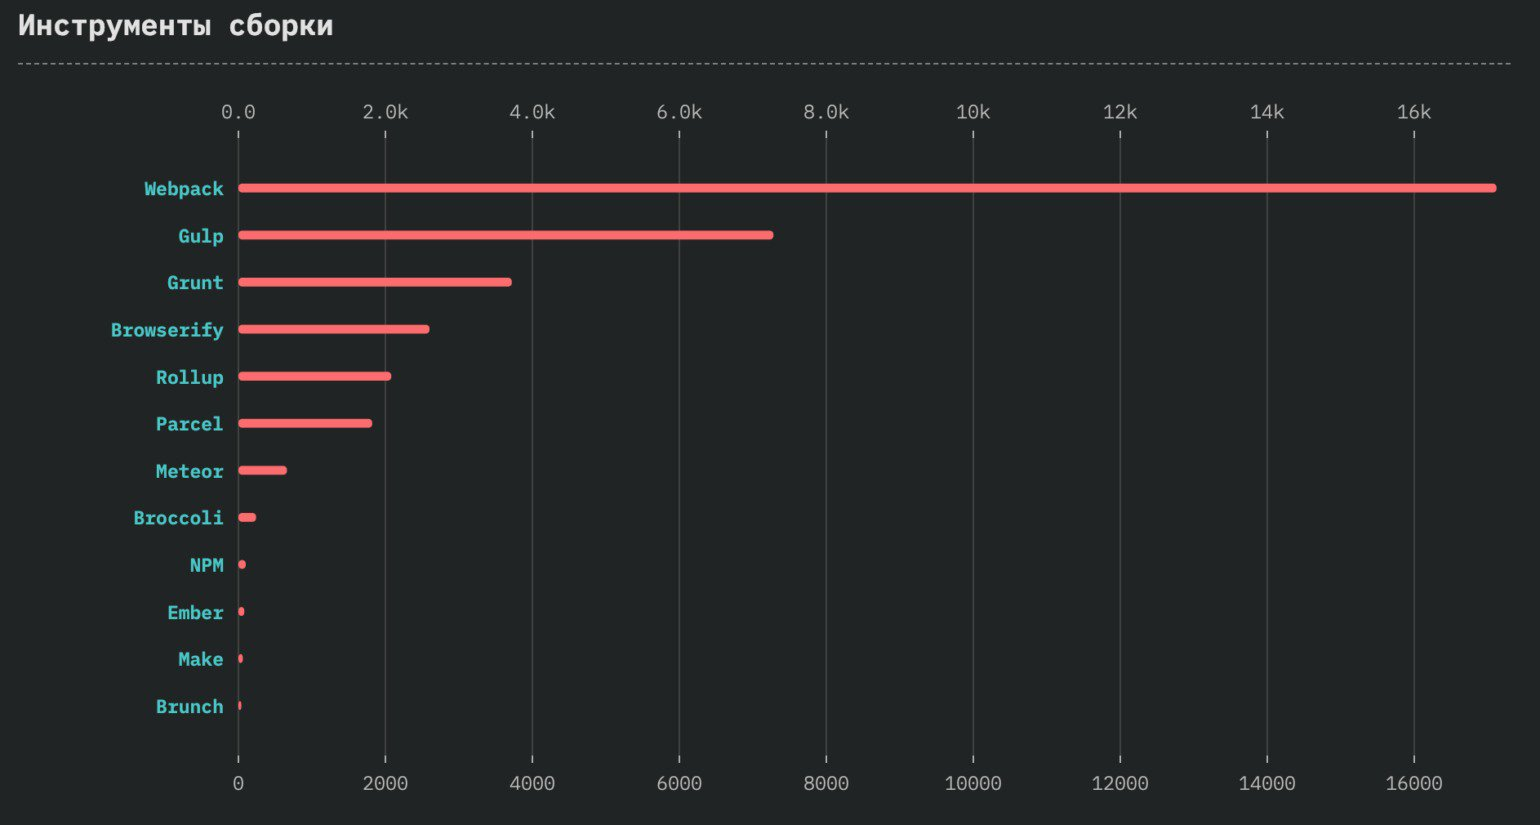 Инструменты сборки
0.0 2.0k 4.0k 6.0k 8.0k 10k 12k 14k 16k
Webpack
Gulp
Grunt
Browserify
Rollup
Parcel
Meteor
Broccoli
NPM
Ember
Make
Brunch
0 2000 4000 6000 8000 10000 12000 14000 16000